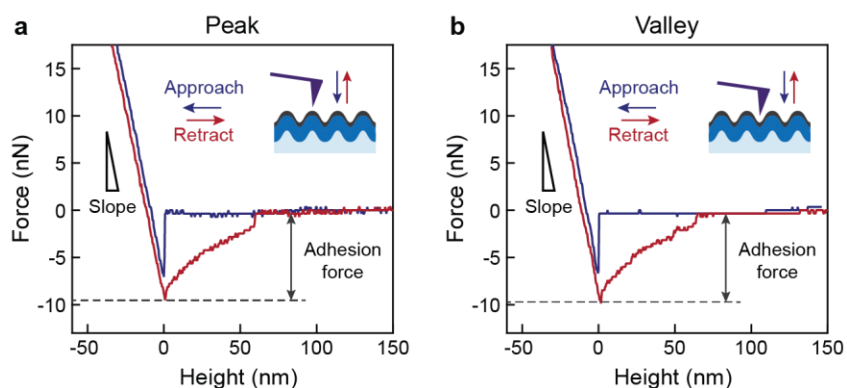 a
Peak
15
10
5
0
-5
-10
Force (nN)
Approach
Retract
Slope
Adhesion
force
-50
0
50
100
150
Height (nm)
b
Valley
15
10
5
0
-5
-10
Force (nN)
Approach
Retract
Slope
Adhesion
force
-50
0
50
100
150
Height (nm)